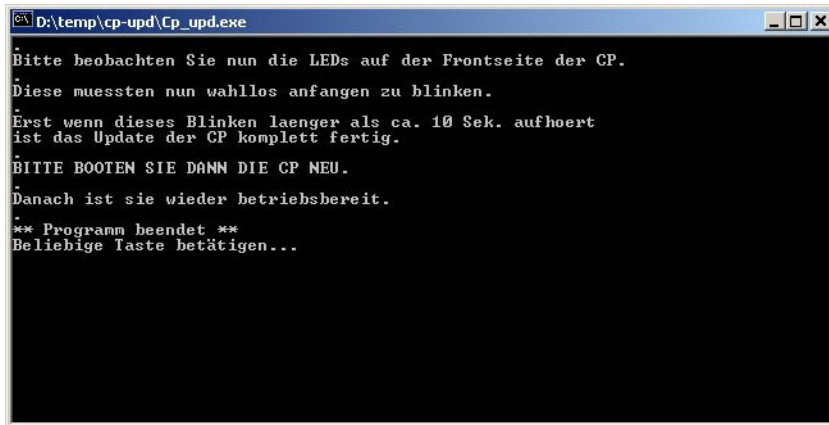 D:\temp\cp-upd\Cp_upd.exe
.
Bitte beobachten Sie nun die LEDs auf der Frontseite der CP.
.
Diese muessten nun wahllos anfangen zu blinken.
.
Erst wenn dieses Blinken laenger als ca. 10 Sek. aufhoert
ist das Update der CP komplett fertig.
.
BITTE BOOTEN SIE DANN DIE CP NEU.
.
Danach ist sie wieder betriebsbereit.
.
** Programm beendet **
Beliebige Taste betätigen...